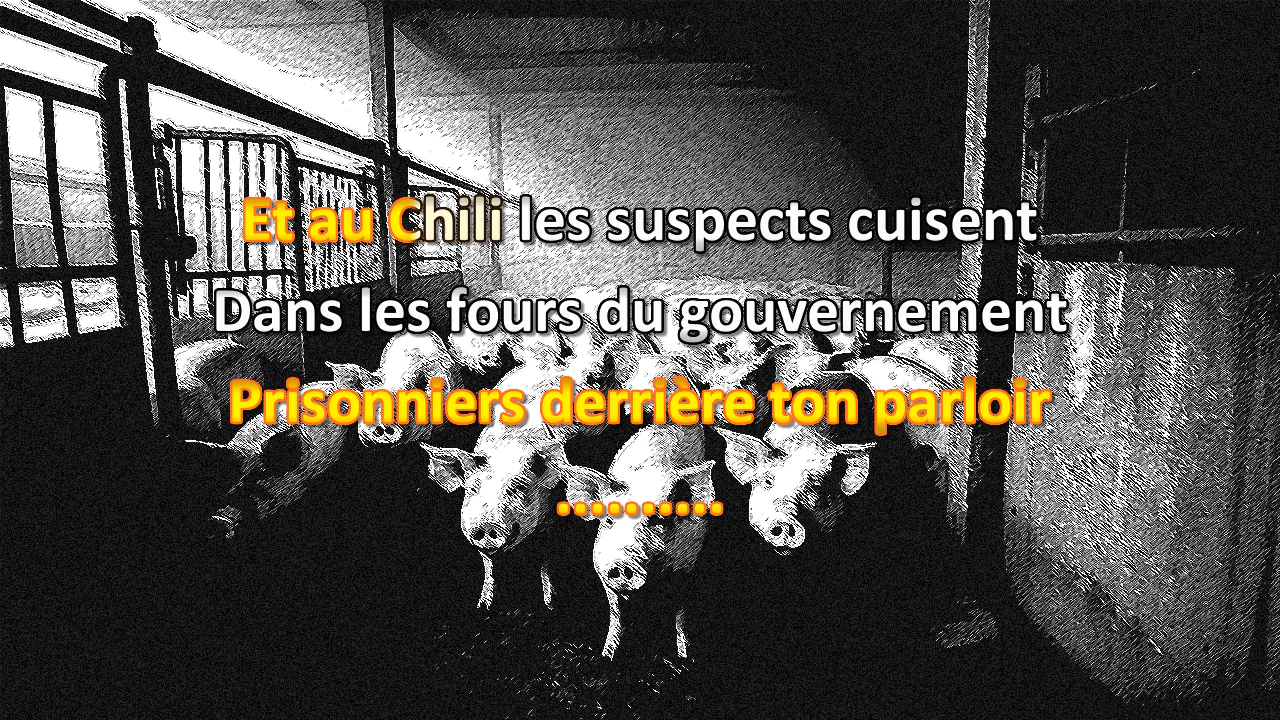 Et au Chili les suspects cuisent
Dans les fours du gouvernement
Prisonniers derrière ton parloir
..........